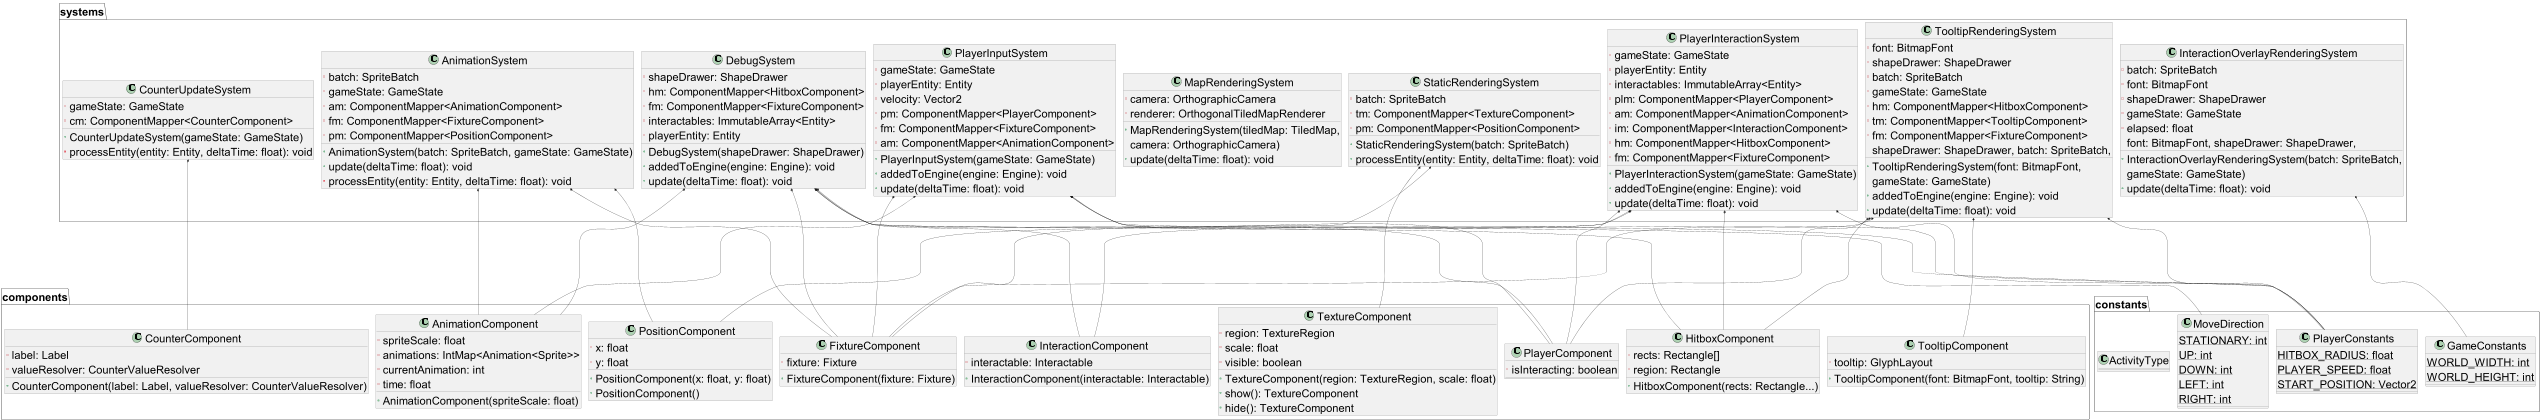 systems
CounterUpdateSystem
gameState: GameState
cm: ComponentMapper<CounterComponent>
CounterUpdateSystem(gameState: GameState)
processEntity(entity: Entity, deltaTime: float): void
AnimationSystem
batch: SpriteBatch
gameState: GameState
am: ComponentMapper<AnimationComponent>
fm: ComponentMapper<FixtureComponent>
pm: ComponentMapper<PositionComponent>
AnimationSystem(batch: SpriteBatch, gameState: GameState)
update(deltaTime: float): void
processEntity(entity: Entity, deltaTime: float): void
DebugSystem
shapeDrawer: ShapeDrawer
hm: ComponentMapper<HitboxComponent>
fm: ComponentMapper<FixtureComponent>
interactables: ImmutableArray<Entity>
playerEntity: Entity
DebugSystem(shapeDrawer: ShapeDrawer)
addedToEngine(engine: Engine): void
update(deltaTime: float): void
PlayerInputSystem
gameState: GameState
playerEntity: Entity
velocity: Vector2
pm: ComponentMapper<PlayerComponent>
fm: ComponentMapper<FixtureComponent>
am: ComponentMapper<AnimationComponent>
PlayerInputSystem(gameState: GameState)
addedToEngine(engine: Engine): void
update(deltaTime: float): void
MapRenderingSystem
camera: OrthographicCamera
renderer: OrthogonalTiledMapRenderer
MapRenderingSystem(tiledMap: TiledMap,
camera: OrthographicCamera)
update(deltaTime: float): void
StaticRenderingSystem
batch: SpriteBatch
tm: ComponentMapper<TextureComponent>
pm: ComponentMapper<PositionComponent>
StaticRenderingSystem(batch: SpriteBatch)
processEntity(entity: Entity, deltaTime: float): void
PlayerInteractionSystem
gameState: GameState
playerEntity: Entity
interactables: ImmutableArray<Entity>
plm: ComponentMapper<PlayerComponent>
am: ComponentMapper<AnimationComponent>
im: ComponentMapper<InteractionComponent>
hm: ComponentMapper<HitboxComponent>
fm: ComponentMapper<FixtureComponent>
PlayerInteractionSystem(gameState: GameState)
addedToEngine(engine: Engine): void
update(deltaTime: float): void
TooltipRenderingSystem
font: BitmapFont
shapeDrawer: ShapeDrawer
batch: SpriteBatch
gameState: GameState
hm: ComponentMapper<HitboxComponent>
tm: ComponentMapper<TooltipComponent>
fm: ComponentMapper<FixtureComponent>
shapeDrawer: ShapeDrawer, batch: SpriteBatch,
TooltipRenderingSystem(font: BitmapFont,
gameState: GameState)
addedToEngine(engine: Engine): void
update(deltaTime: float): void
InteractionOverlayRenderingSystem
batch: SpriteBatch
font: BitmapFont
shapeDrawer: ShapeDrawer
gameState: GameState
elapsed: float
font: BitmapFont, shapeDrawer: ShapeDrawer,
InteractionOverlayRenderingSystem(batch: SpriteBatch,
gameState: GameState)
update(deltaTime: float): void
components
CounterComponent
label: Label
valueResolver: CounterValueResolver
CounterComponent(label: Label, valueResolver: CounterValueResolver)
AnimationComponent
spriteScale: float
animations: IntMap<Animation<Sprite>>
currentAnimation: int
time: float
AnimationComponent(spriteScale: float)
PositionComponent
x: float
y: float
PositionComponent(x: float, y: float)
PositionComponent()
FixtureComponent
fixture: Fixture
FixtureComponent(fixture: Fixture)
InteractionComponent
interactable: Interactable
InteractionComponent(interactable: Interactable)
TextureComponent
region: TextureRegion
scale: float
visible: boolean
TextureComponent(region: TextureRegion, scale: float)
show(): TextureComponent
hide(): TextureComponent
PlayerComponent
isInteracting: boolean
HitboxComponent
rects: Rectangle[]
region: Rectangle
HitboxComponent(rects: Rectangle...)
TooltipComponent
tooltip: GlyphLayout
TooltipComponent(font: BitmapFont, tooltip: String)
constants
ActivityType
MoveDirection
STATIONARY: int
UP: int
DOWN: int
LEFT: int
RIGHT: int
PlayerConstants
HITBOX_RADIUS: float
PLAYER_SPEED: float
START_POSITION: Vector2
GameConstants
WORLD_WIDTH: int
WORLD_HEIGHT: int